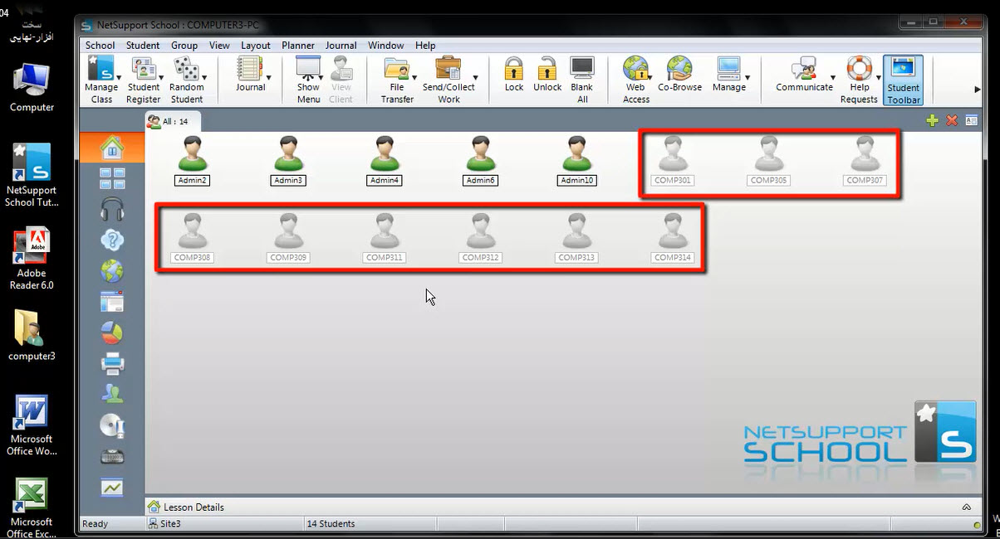 04
سخت
افزار-نهایی
Computer
NetSupport
School Tut...
Adobe
Adobe
Reader 6.0
computer3
Microsoft
Office Wo...
Microsoft
Office Exc...
NetSupport School : COMPUTER3-PC
School Student Group View Layout Planner Journal Window Help
Manage Class
Student Register
Random Student
Journal
Show Menu
View Client
File Transfer
Send/Collect Work
Lock
Unlock
Blank All
Web Access
Co-Browse
Manage
Communicate
Help Requests
Student Toolbar
All : 14
Admin2 Admin3 Admin4 Admin6 Admin10 COMP301 COMP305 COMP307
COMP308 COMP309 COMP311 COMP312 COMP313 COMP314
NETSUPPORT
SCHOOL
S
Lesson Details
Ready Site3 14 Students